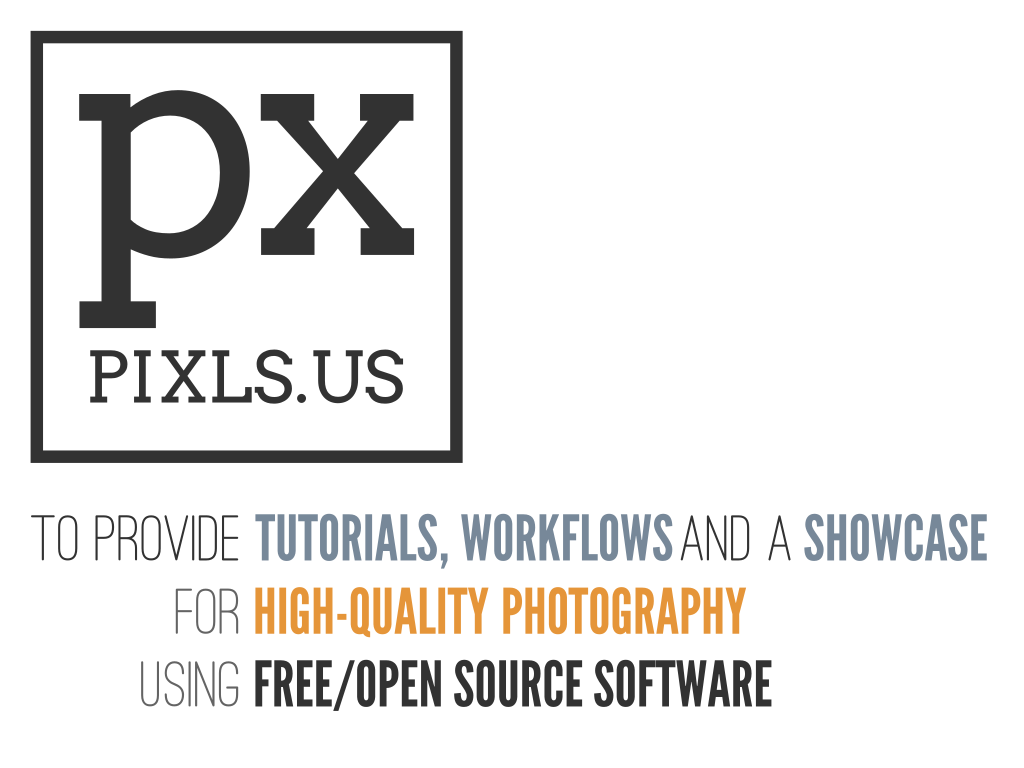 px
PIXLS.US
TO PROVIDE TUTORIALS, WORKFLOWS AND A SHOWCASE
FOR HIGH-QUALITY PHOTOGRAPHY
USING FREE/OPEN SOURCE SOFTWARE